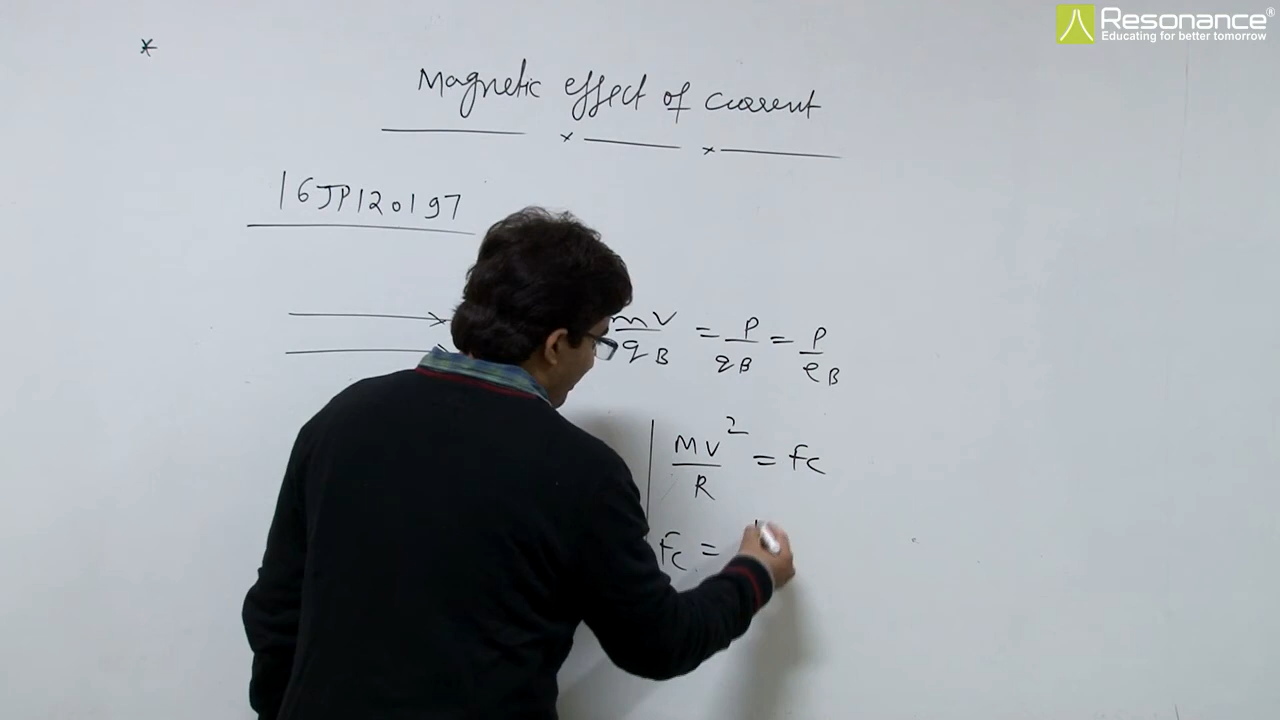 Resonance®
Educating for better tomorrow
*
Magnetic effect of current
16JP120197
mV/qB = P/qB = P/eB
MV²/R = Fc
Fc =